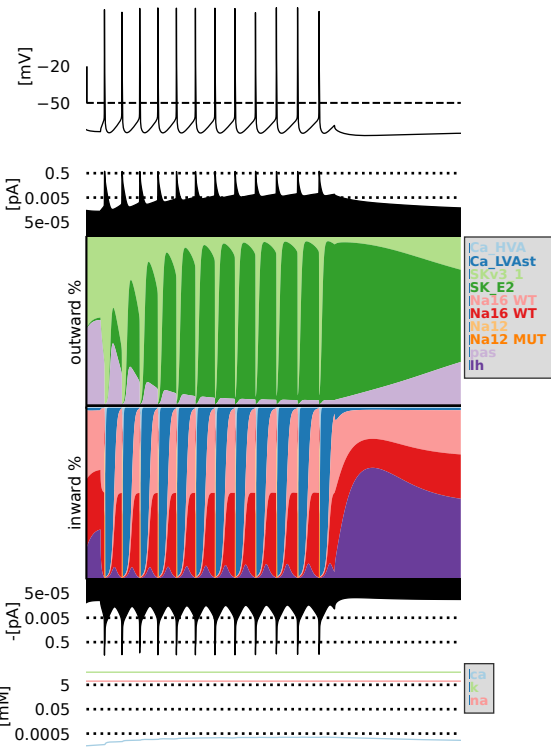 [mV]
−20
−50
[pA]
0.5
0.005
5e-05
outward %
Ca_HVA
Ca_LVAst
SKv3_1
SK_E2
Na16 WT
Na16 WT
Na12
Na12 MUT
pas
Ih
inward %
-[pA]
5e-05
0.005
0.5
[mM]
5
0.05
0.0005
ca
k
na